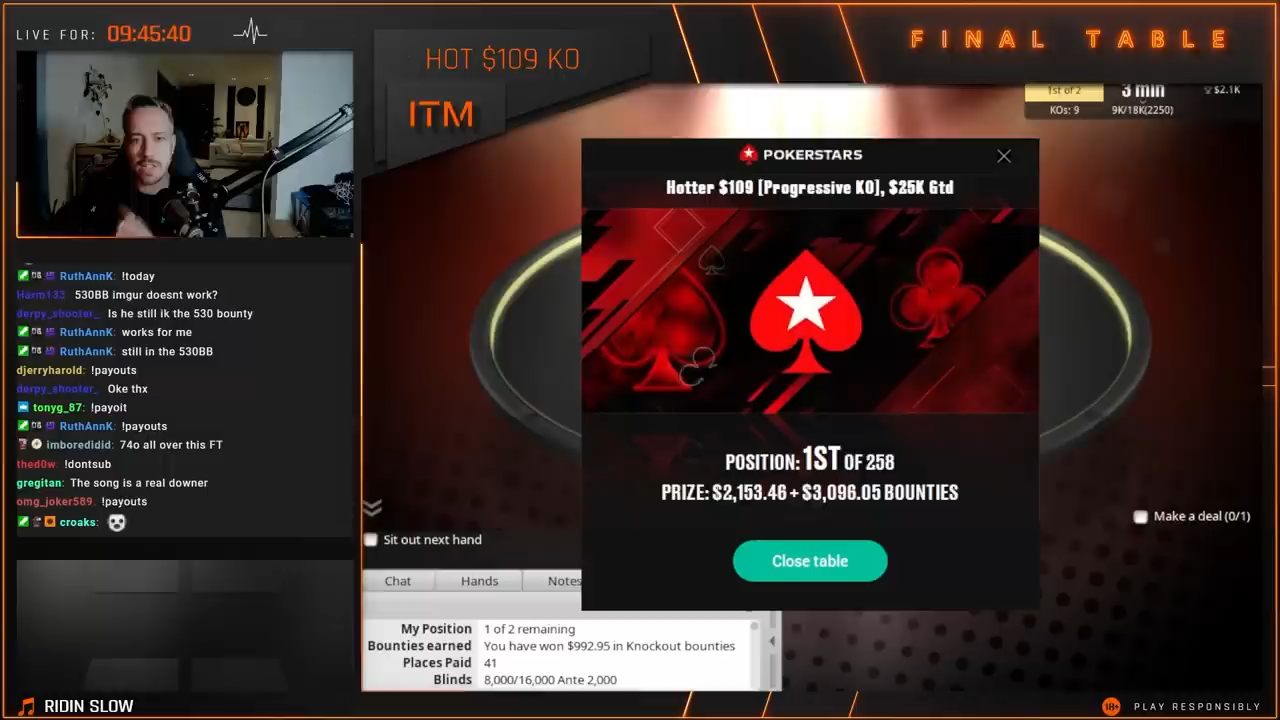 LIVE FOR: 09:45:40
HOT $109 KO
ITM
FINAL TABLE
1st of 2
3 min
$2.1K
KOs: 9
9K/18K(2250)
POKERSTARS
Hotter $109 [Progressive KO], $25K Gtd
POSITION: 1ST OF 258
PRIZE: $2,153.46 + $3,096.05 BOUNTIES
Close table
RuthAnnK: !today
Harm133 530BB imgur doesnt work?
derpy_shooter_ Is he still ik the 530 bounty
RuthAnnK: works for me
RuthAnnK: still in the 530BB
djerryharold: !payouts
derpy_shooter_ Oke thx
tonyg_87: !payoit
RuthAnnK: !payouts
imboredidid: 74o all over this FT
thed0w: !dontsub
gregitan: The song is a real downer
omg_joker589: !payouts
croaks:
Sit out next hand
Make a deal (0/1)
Chat
Hands
Notes
My Position 1 of 2 remaining
Bounties earned You have won $992.95 in Knockout bounties
Places Paid 41
Blinds 8,000/16,000 Ante 2,000
RIDIN SLOW
18+ PLAY RESPONSIBLY